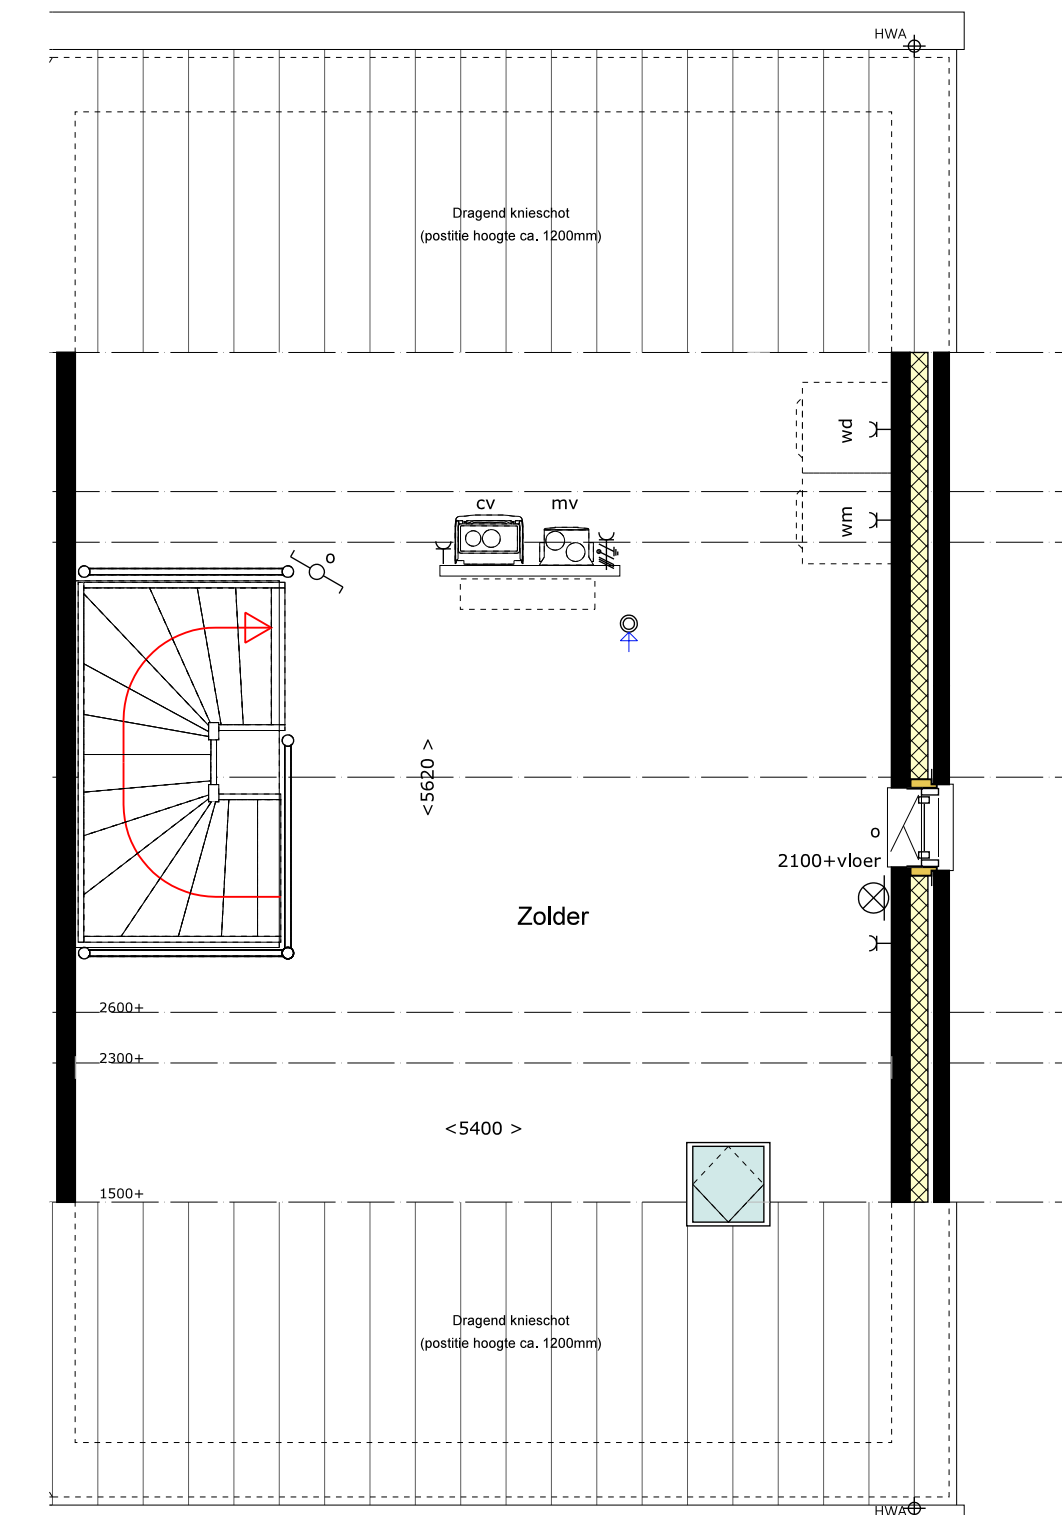 HWA
Dragend knieschot
(postitie hoogte ca. 1200mm)
wd
cv
mv
wm
o
<5620 >
o
2100+vloer
Zolder
2600+
2300+
<5400 >
1500+
Dragend knieschot
(postitie hoogte ca. 1200mm)
HWA